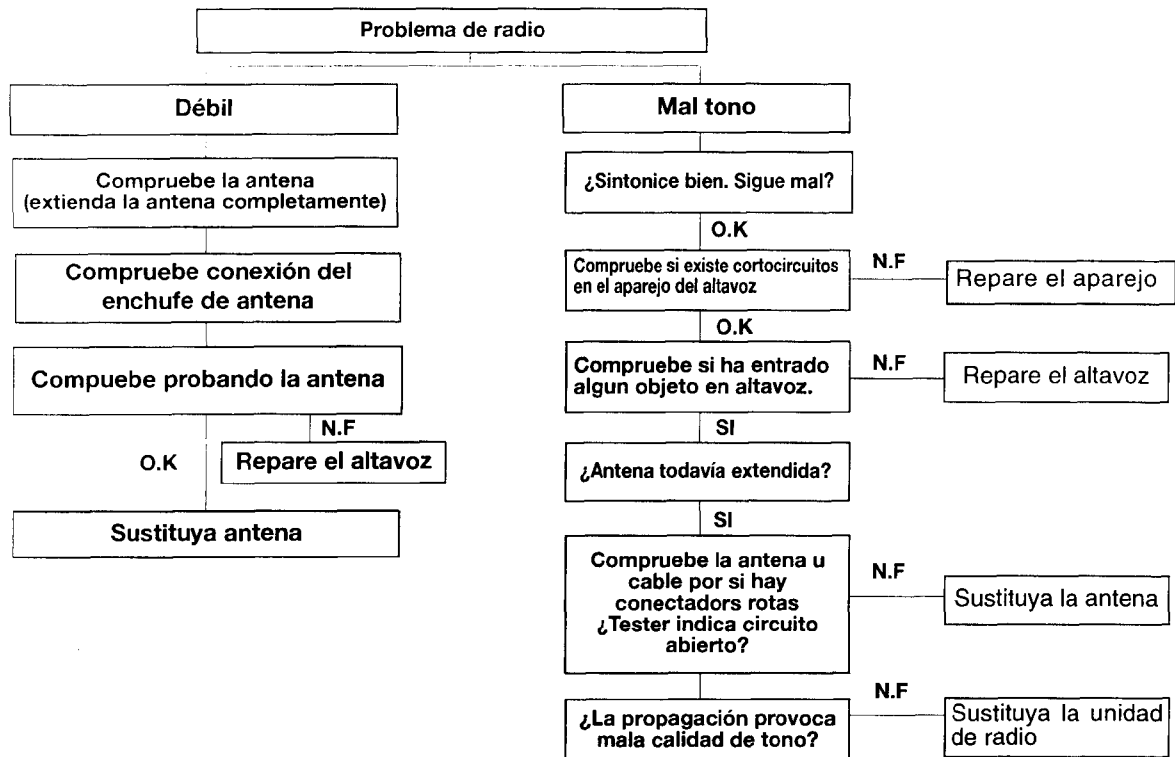 Problema de radio
Débil
Compruebe la antena
(extienda la antena completamente)
Compruebe conexión del
enchufe de antena
Compuebe probando la antena
N.F
O.K
Repare el altavoz
Sustituya antena
Mal tono
¿Sintonice bien. Sigue mal?
O.K
Compruebe si existe cortocircuitos
en el aparejo del altavoz
N.F
Repare el aparejo
O.K
Compruebe si ha entrado
algun objeto en altavoz.
N.F
Repare el altavoz
SI
¿Antena todavía extendida?
SI
Compruebe la antena u
cable por si hay
conectadors rotas
¿Tester indica circuito
abierto?
N.F
Sustituya la antena
¿La propagación provoca
mala calidad de tono?
N.F
Sustituya la unidad
de radio